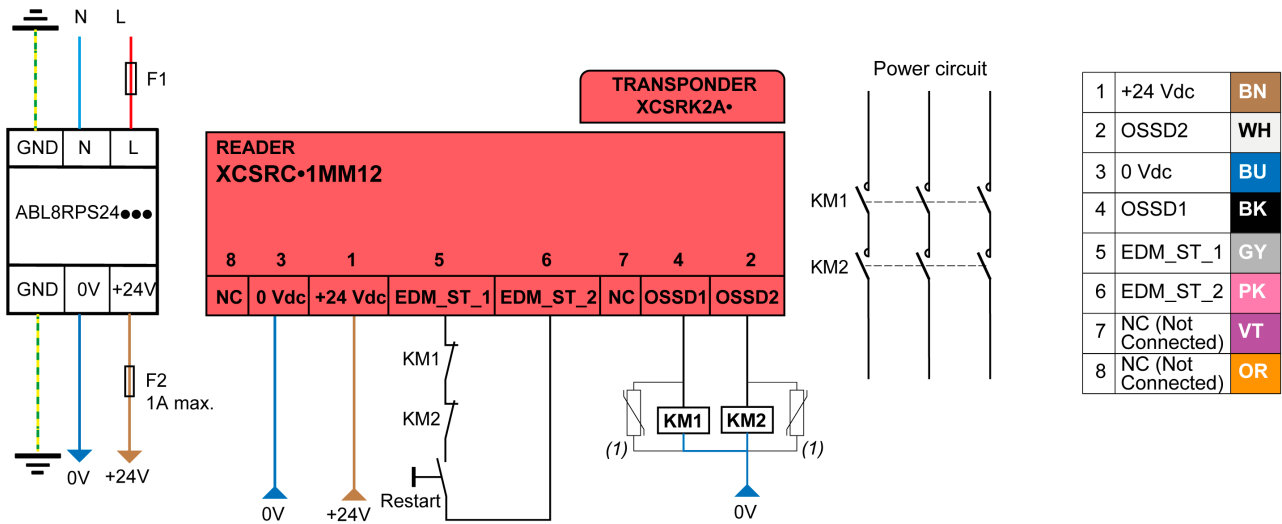 N L
F1
GND N L
ABL8RPS24●●●
GND 0V +24V
F2
1A max.
0V +24V
TRANSPONDER
XCSRK2A•
READER
XCSRC•1MM12
8 3 1 5 6 7 4 2
NC 0 Vdc +24 Vdc EDM_ST_1 EDM_ST_2 NC OSSD1 OSSD2
KM1
KM2
Restart
0V +24V
KM1 KM2
(1) (1)
0V
Power circuit
KM1
KM2
1 +24 Vdc BN
2 OSSD2 WH
3 0 Vdc BU
4 OSSD1 BK
5 EDM_ST_1 GY
6 EDM_ST_2 PK
7 NC (Not
Connected) VT
8 NC (Not
Connected) OR